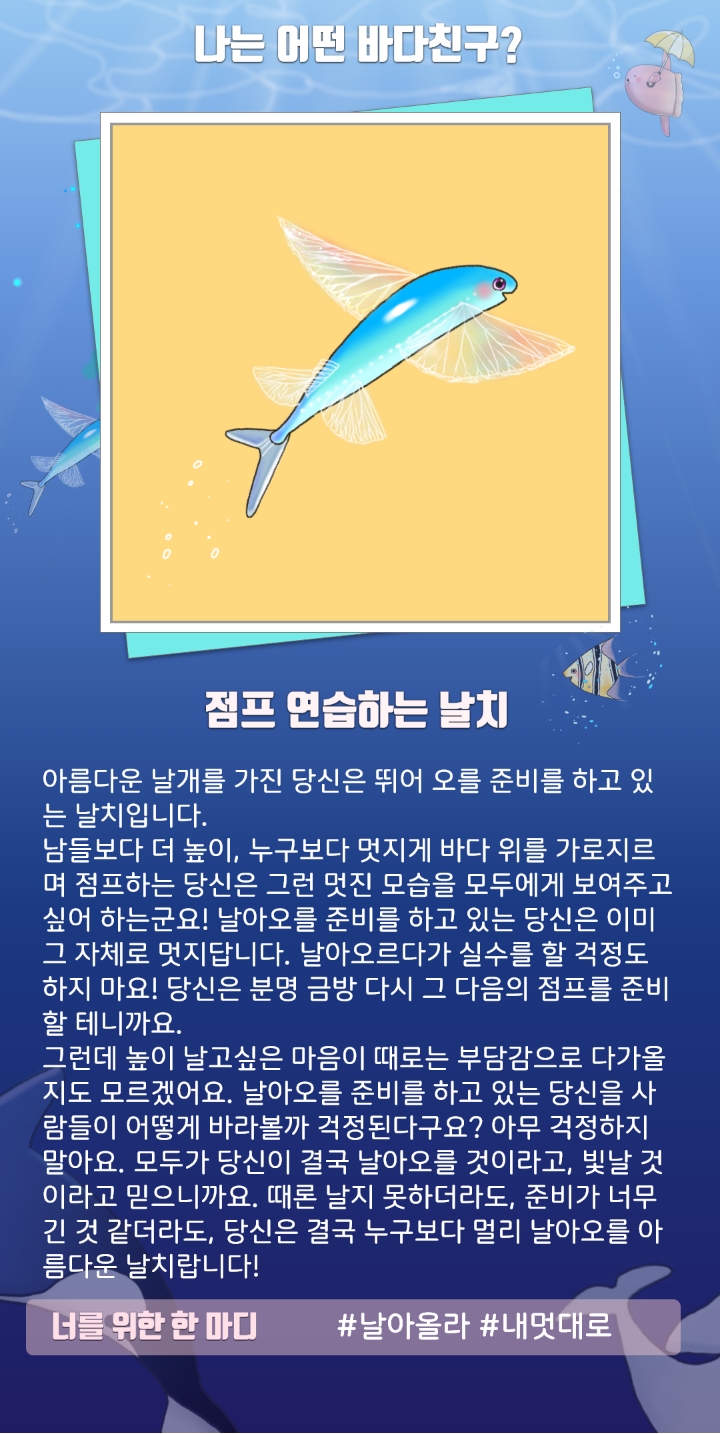 나는 어떤 바다친구?
점프 연습하는 날치
아름다운 날개를 가진 당신은 뛰어 오를 준비를 하고 있
는 날치입니다.
남들보다 더 높이, 누구보다 멋지게 바다 위를 가로지르
며 점프하는 당신은 그런 멋진 모습을 모두에게 보여주고
싶어 하는군요! 날아오를 준비를 하고 있는 당신은 이미
그 자체로 멋지답니다. 날아오르다가 실수를 할 걱정도
하지 마요! 당신은 분명 금방 다시 그 다음의 점프를 준비
할 테니까요.
그런데 높이 날고싶은 마음이 때로는 부담감으로 다가올
지도 모르겠어요. 날아오를 준비를 하고 있는 당신을 사
람들이 어떻게 바라볼까 걱정된다구요? 아무 걱정하지
말아요. 모두가 당신이 결국 날아오를 것이라고, 빛날 것
이라고 믿으니까요. 때론 날지 못하더라도, 준비가 너무
긴 것 같더라도, 당신은 결국 누구보다 멀리 날아오를 아
름다운 날치랍니다!
너를 위한 한 마디 #날아올라 #내멋대로